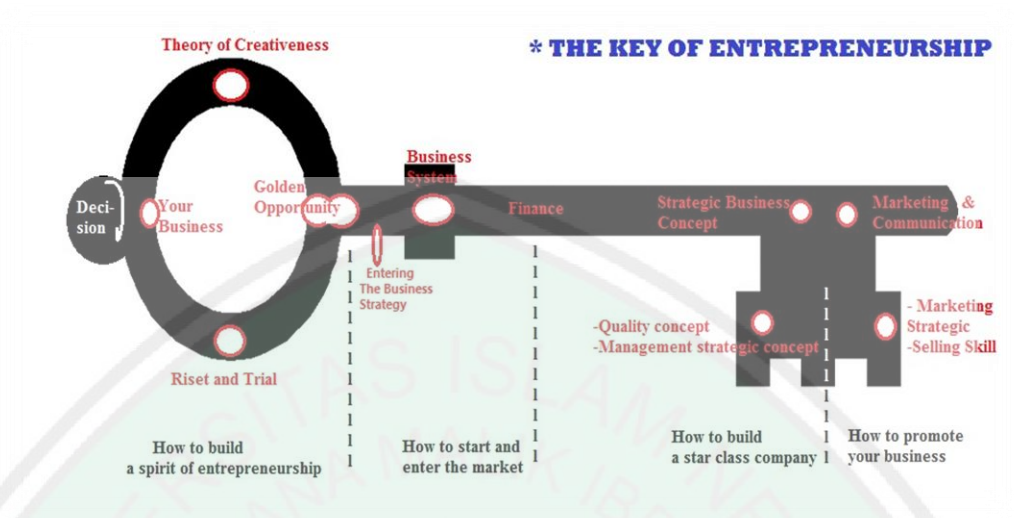 * THE KEY OF ENTREPRENEURSHIP
Theory of Creativeness
Deci-
sion
Your
Business
Golden
Opportunity
Riset and Trial
Entering
The Business
Strategy
Business
System
Finance
Strategic Business
Concept
Marketing &
Communication
-Quality concept
-Management strategic concept
- Marketing
Strategic
-Selling Skill
How to build
a spirit of entrepreneurship
How to start and
enter the market
How to build
a star class company
How to promote
your business